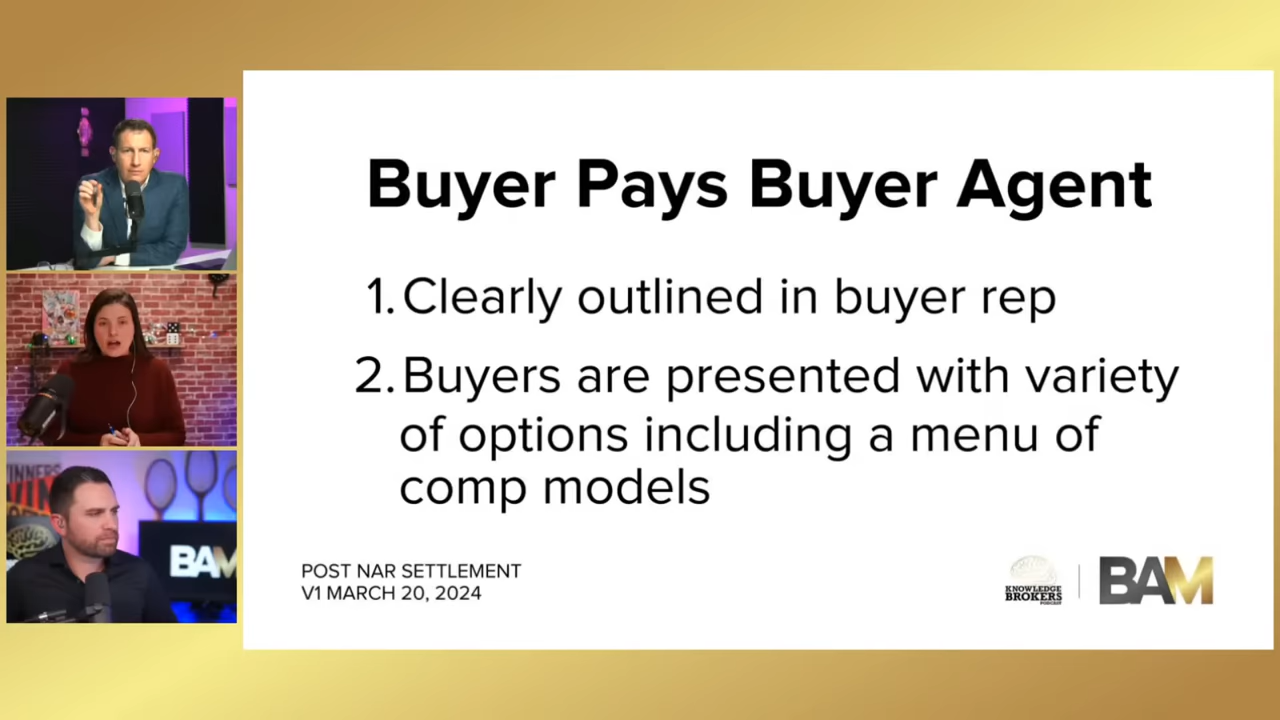 Buyer Pays Buyer Agent
1. Clearly outlined in buyer rep
2. Buyers are presented with variety
of options including a menu of
comp models
POST NAR SETTLEMENT
V1 MARCH 20, 2024
KNOWLEDGE
BROKERS
PODCAST
BAM
BAM